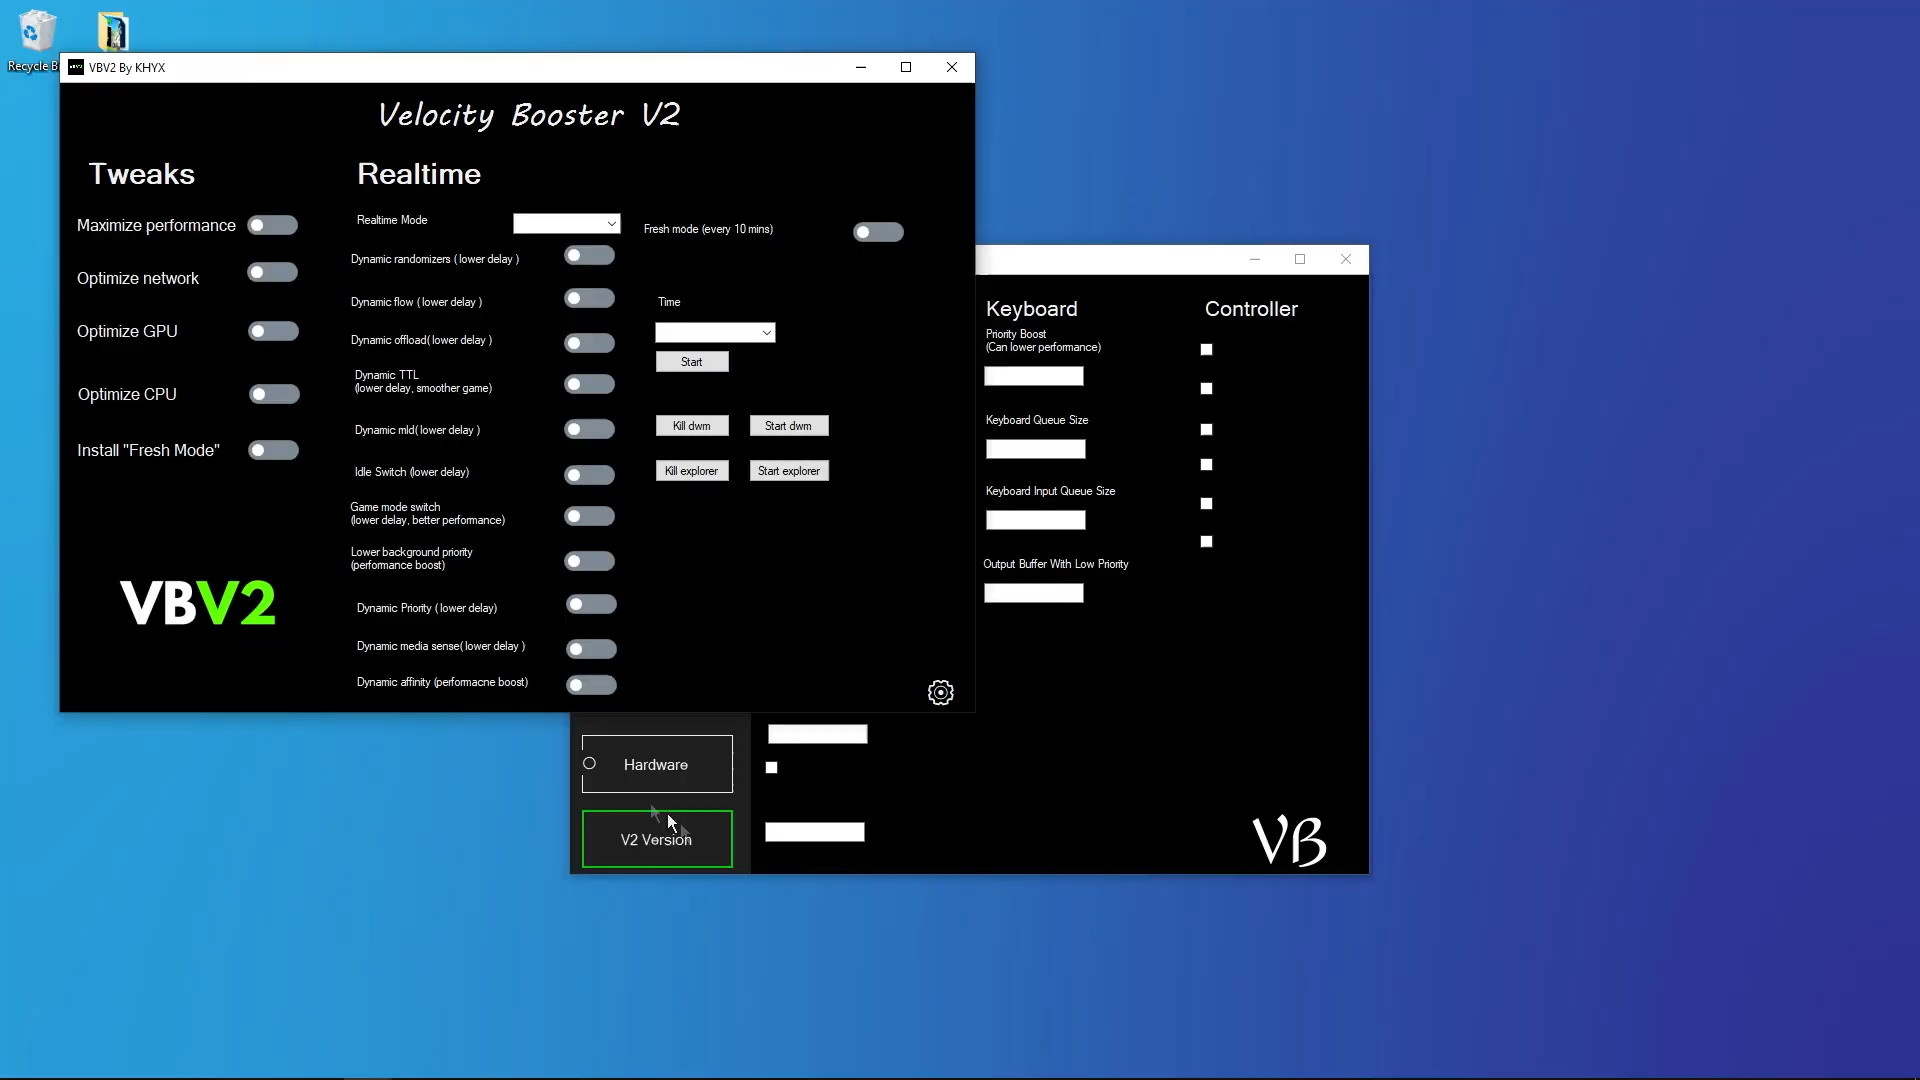 Recycle B
VBV2 By KHYX
Velocity Booster V2
Tweaks
Maximize performance
Optimize network
Optimize GPU
Optimize CPU
Install "Fresh Mode"
VBV2
Realtime
Realtime Mode
Dynamic randomizers ( lower delay )
Dynamic flow ( lower delay )
Dynamic offload( lower delay )
Dynamic TTL
(lower delay, smoother game)
Dynamic mld( lower delay )
Idle Switch (lower delay)
Game mode switch
(lower delay, better performance)
Lower background priority
(performance boost)
Dynamic Priority ( lower delay)
Dynamic media sense( lower delay )
Dynamic affinity (performacne boost)
Fresh mode (every 10 mins)
Time
Start
Kill dwm
Start dwm
Kill explorer
Start explorer
Keyboard
Priority Boost
(Can lower performance)
Keyboard Queue Size
Keyboard Input Queue Size
Output Buffer With Low Priority
Controller
Hardware
V2 Version
VB